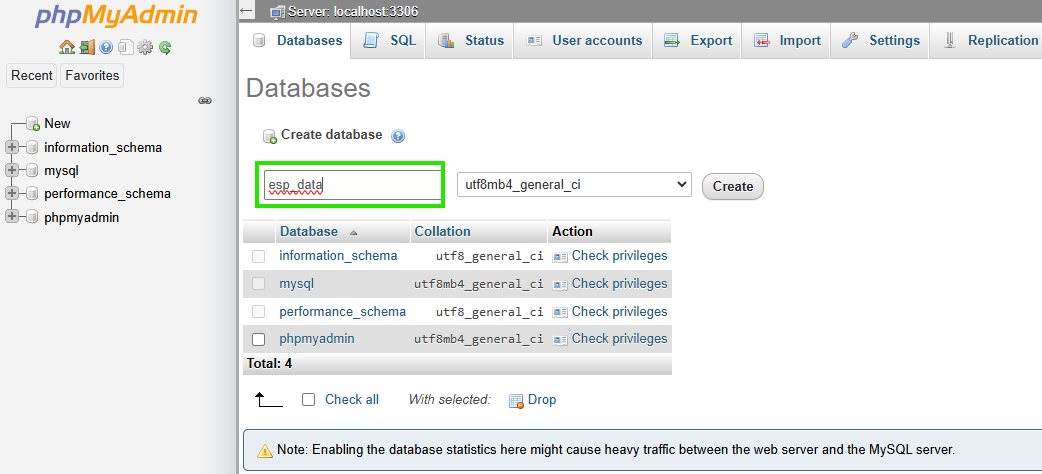 phpMyAdmin
Recent Favorites
New
information_schema
mysql
performance_schema
phpmyadmin
Server: localhost:3306
Databases SQL Status User accounts Export Import Settings Replication
Databases
Create database
esp_data utf8mb4_general_ci Create
Database Collation Action
information_schema utf8_general_ci Check privileges
mysql utf8mb4_general_ci Check privileges
performance_schema utf8_general_ci Check privileges
phpmyadmin utf8mb4_general_ci Check privileges
Total: 4
Check all With selected: Drop
Note: Enabling the database statistics here might cause heavy traffic between the web server and the MySQL server.